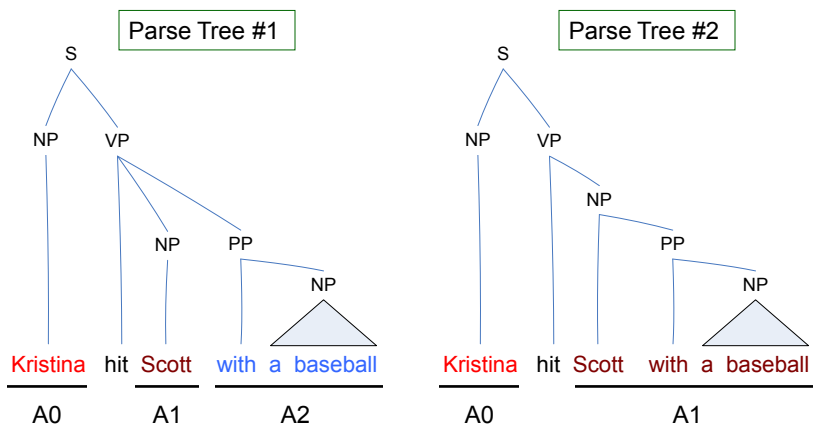 Parse Tree #1
S
NP VP
NP PP
NP
Kristina hit Scott with a baseball
A0 A1 A2
Parse Tree #2
S
NP VP
NP
PP
NP
Kristina hit Scott with a baseball
A0 A1